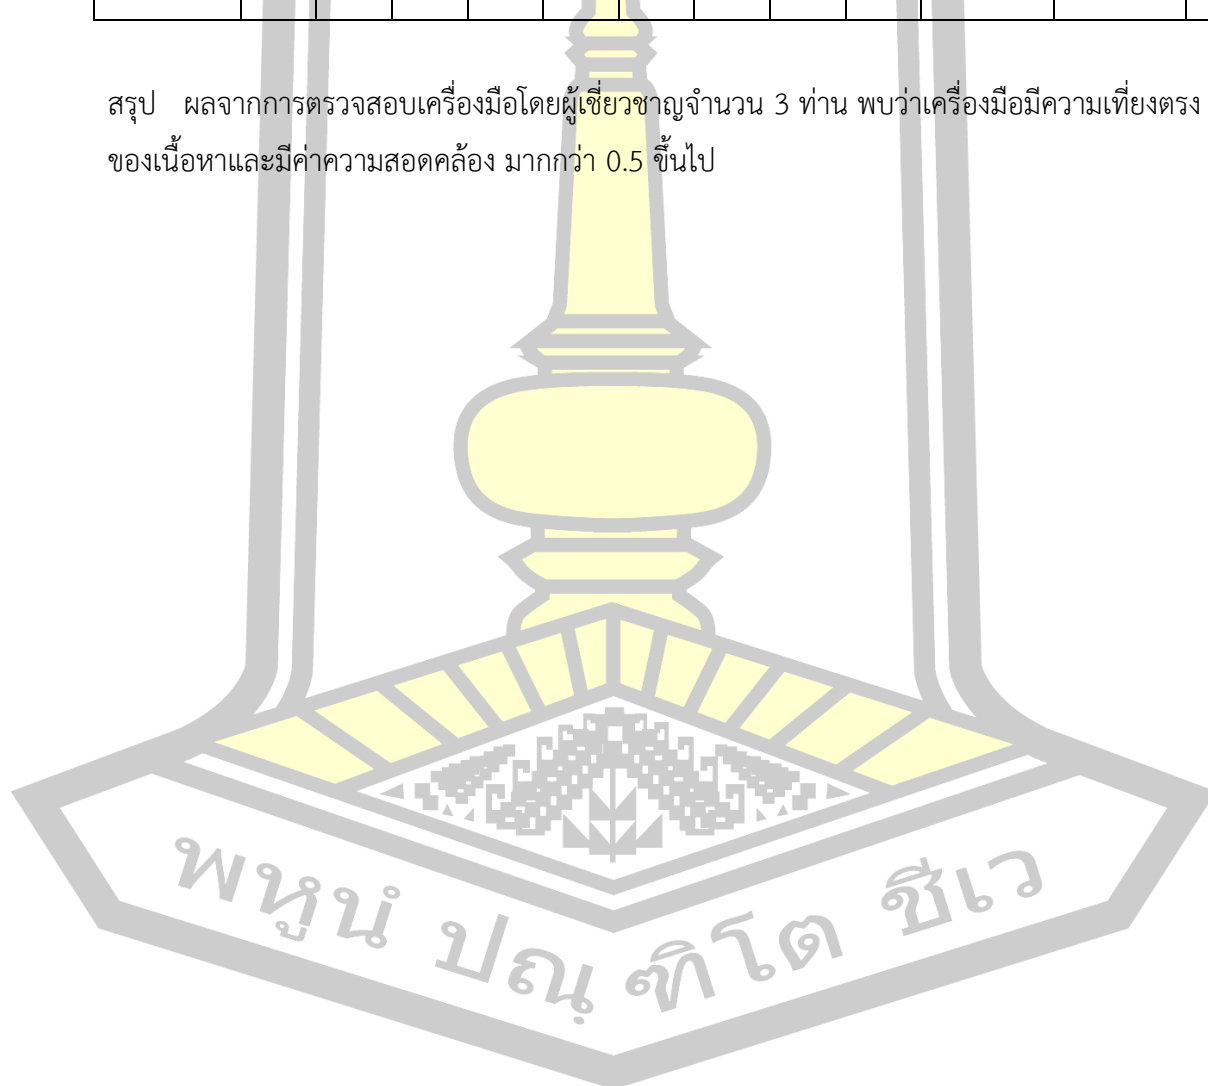 สรุป ผลจากการตรวจสอบเครื่องมือโดยผู้เชี่ยวชาญจำนวน 3 ท่าน พบว่าเครื่องมือมีความเที่ยงตรง
ของเนื้อหาและมีค่าความสอดคล้อง มากกว่า 0.5 ขึ้นไป
พหูนํ ปณฺฑิโต ชีเว